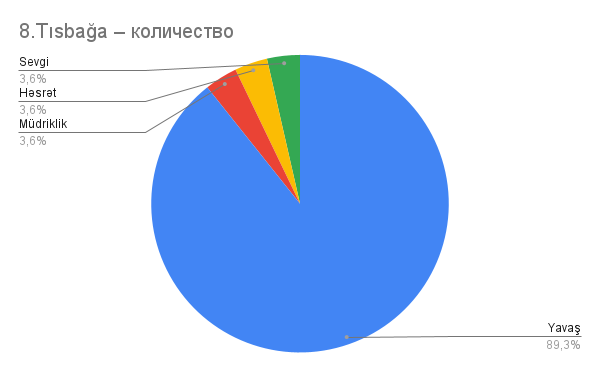 8.Tısbağa – количество
Sevgi
3,6%
Həsrət
3,6%
Müdriklik
3,6%
Yavaş
89,3%